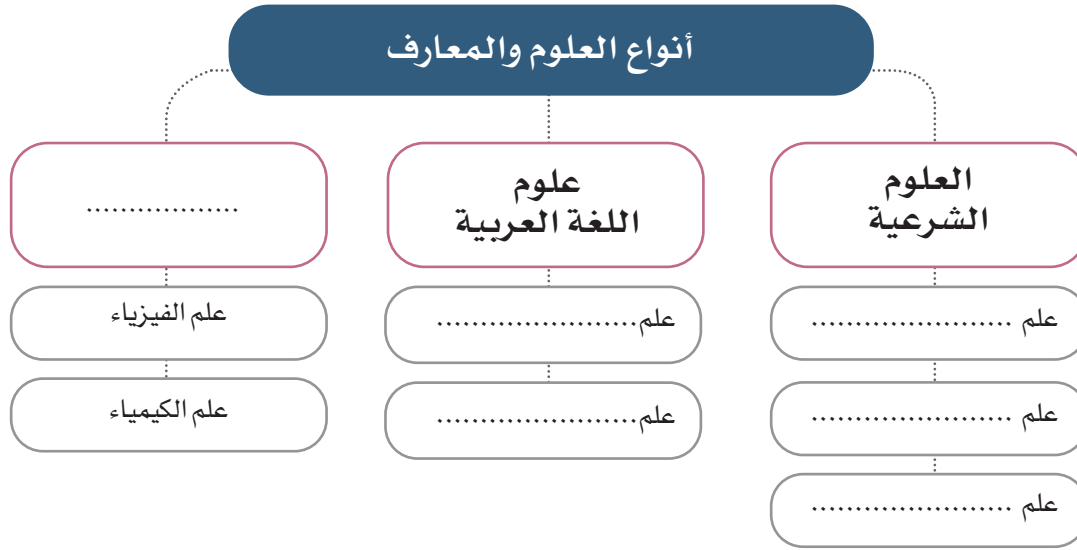 أنواع العلوم والمعارف
العلوم
الشرعية
علم .......................
علم .......................
علم .......................
علوم
اللغة العربية
علم.......................
علم.......................
..................
علم الفيزياء
علم الكيمياء